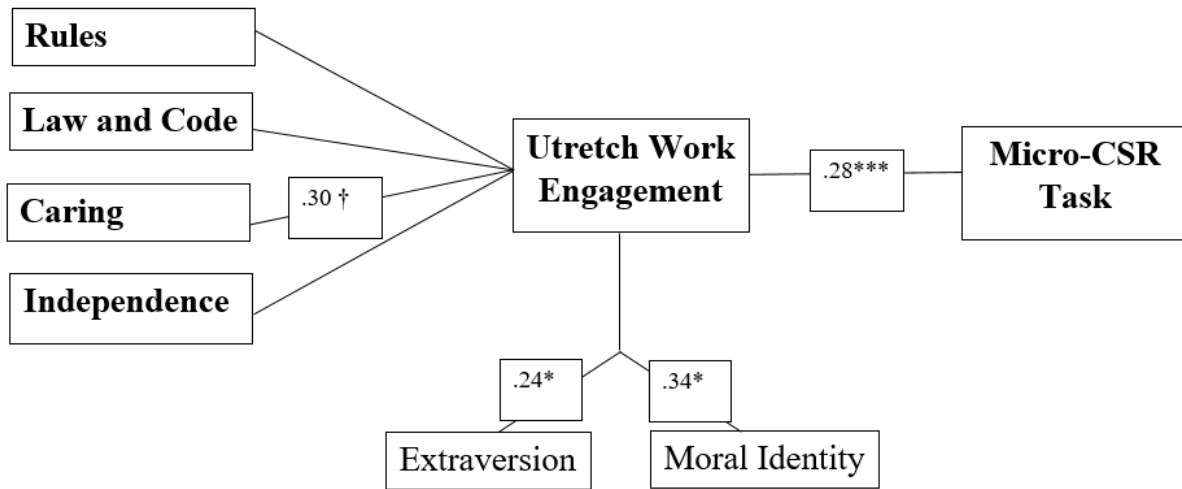 Rules
Law and Code
Caring
.30 †
Independence
Utretch Work
Engagement
.28***
Micro-CSR
Task
.24*
.34*
Extraversion
Moral Identity